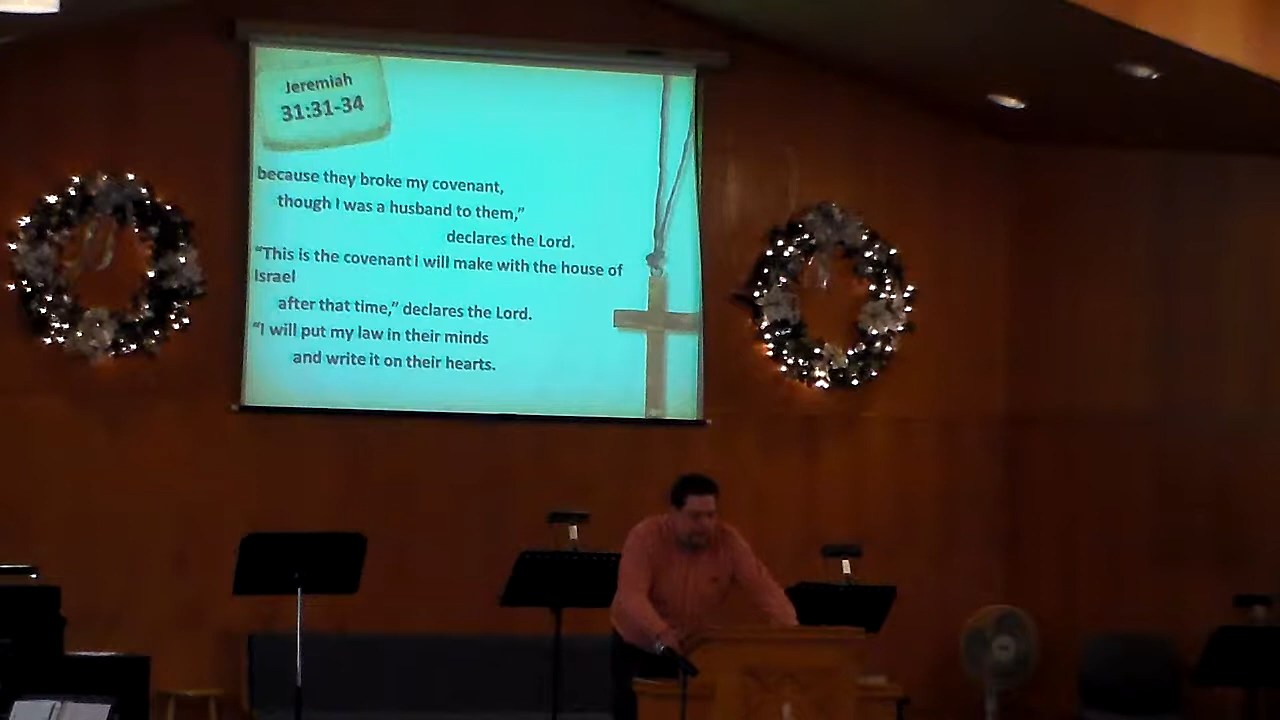 Jeremiah
31:31-34
because they broke my covenant,
though I was a husband to them,”
declares the Lord.
“This is the covenant I will make with the house of
Israel
after that time,” declares the Lord.
“I will put my law in their minds
and write it on their hearts.